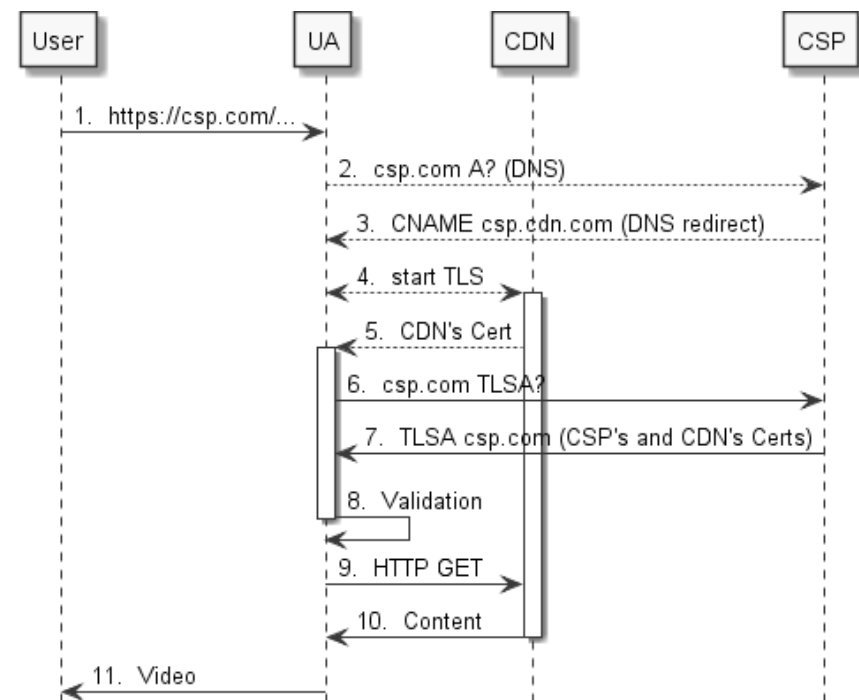 User UA CDN CSP
1. https://csp.com/...
2. csp.com A? (DNS)
3. CNAME csp.cdn.com (DNS redirect)
4. start TLS
5. CDN's Cert
6. csp.com TLSA?
7. TLSA csp.com (CSP's and CDN's Certs)
8. Validation
9. HTTP GET
10. Content
11. Video